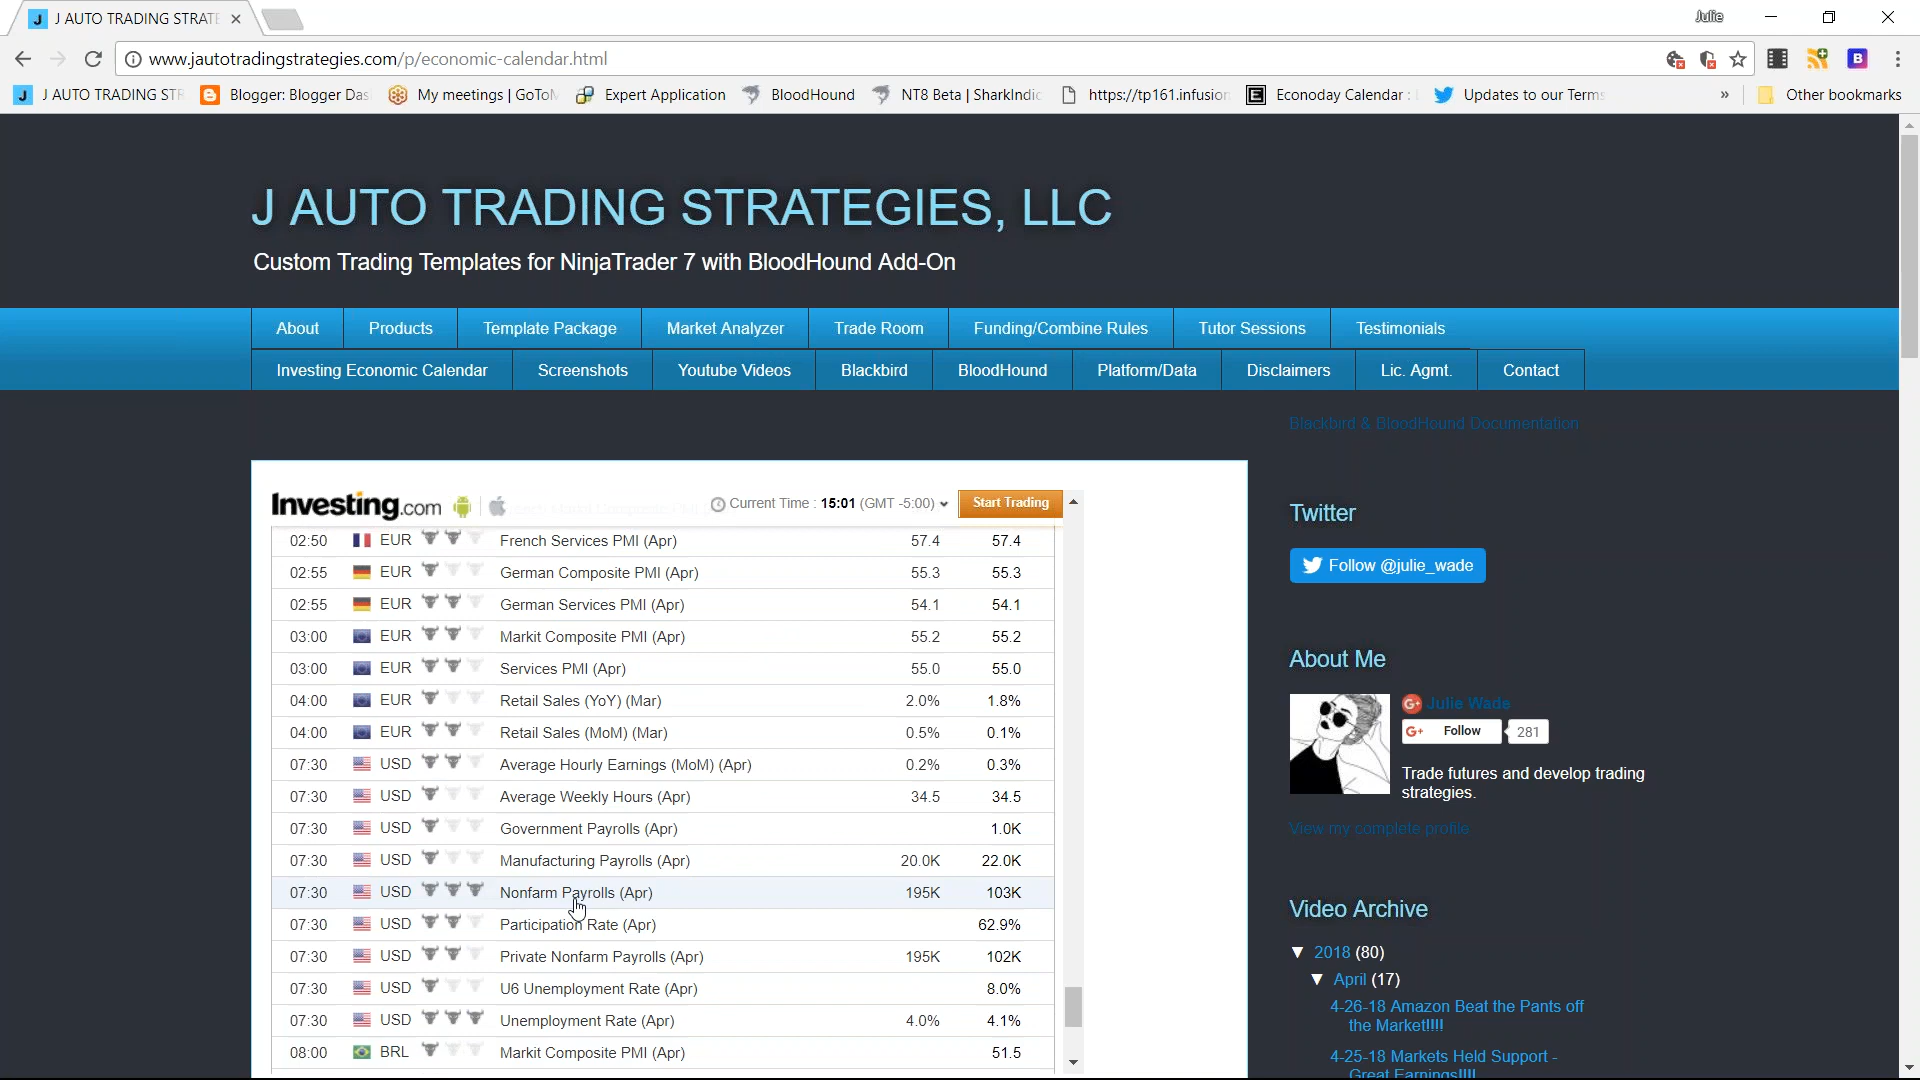 J AUTO TRADING STRATE
Julie
www.jautotradingstrategies.com/p/economic-calendar.html
J AUTO TRADING STR
Blogger: Blogger Das
My meetings | GoToM
Expert Application
BloodHound
NT8 Beta | SharkIndic
https://tp161.infusion
Econoday Calendar :
Updates to our Terms
»
Other bookmarks
J AUTO TRADING STRATEGIES, LLC
Custom Trading Templates for NinjaTrader 7 with BloodHound Add-On
About Products Template Package Market Analyzer Trade Room Funding/Combine Rules Tutor Sessions Testimonials
Investing Economic Calendar Screenshots Youtube Videos Blackbird BloodHound Platform/Data Disclaimers Lic. Agmt. Contact
Investing.com Current Time : 15:01 (GMT -5:00) Start Trading
02:50 EUR French Services PMI (Apr) 57.4 57.4
02:55 EUR German Composite PMI (Apr) 55.3 55.3
02:55 EUR German Services PMI (Apr) 54.1 54.1
03:00 EUR Markit Composite PMI (Apr) 55.2 55.2
03:00 EUR Services PMI (Apr) 55.0 55.0
04:00 EUR Retail Sales (YoY) (Mar) 2.0% 1.8%
04:00 EUR Retail Sales (MoM) (Mar) 0.5% 0.1%
07:30 USD Average Hourly Earnings (MoM) (Apr) 0.2% 0.3%
07:30 USD Average Weekly Hours (Apr) 34.5 34.5
07:30 USD Government Payrolls (Apr) 1.0K
07:30 USD Manufacturing Payrolls (Apr) 20.0K 22.0K
07:30 USD Nonfarm Payrolls (Apr) 195K 103K
07:30 USD Participation Rate (Apr) 62.9%
07:30 USD Private Nonfarm Payrolls (Apr) 195K 102K
07:30 USD U6 Unemployment Rate (Apr) 8.0%
07:30 USD Unemployment Rate (Apr) 4.0% 4.1%
08:00 BRL Markit Composite PMI (Apr) 51.5
Blackbird & BloodHound Documentation
Twitter
Follow @julie_wade
About Me
Julie Wade
G+ Follow 281
Trade futures and develop trading
strategies.
View my complete profile
Video Archive
▼ 2018 (80)
▼ April (17)
4-26-18 Amazon Beat the Pants off
the Market!!!!
4-25-18 Markets Held Support -
Great Earnings!!!!